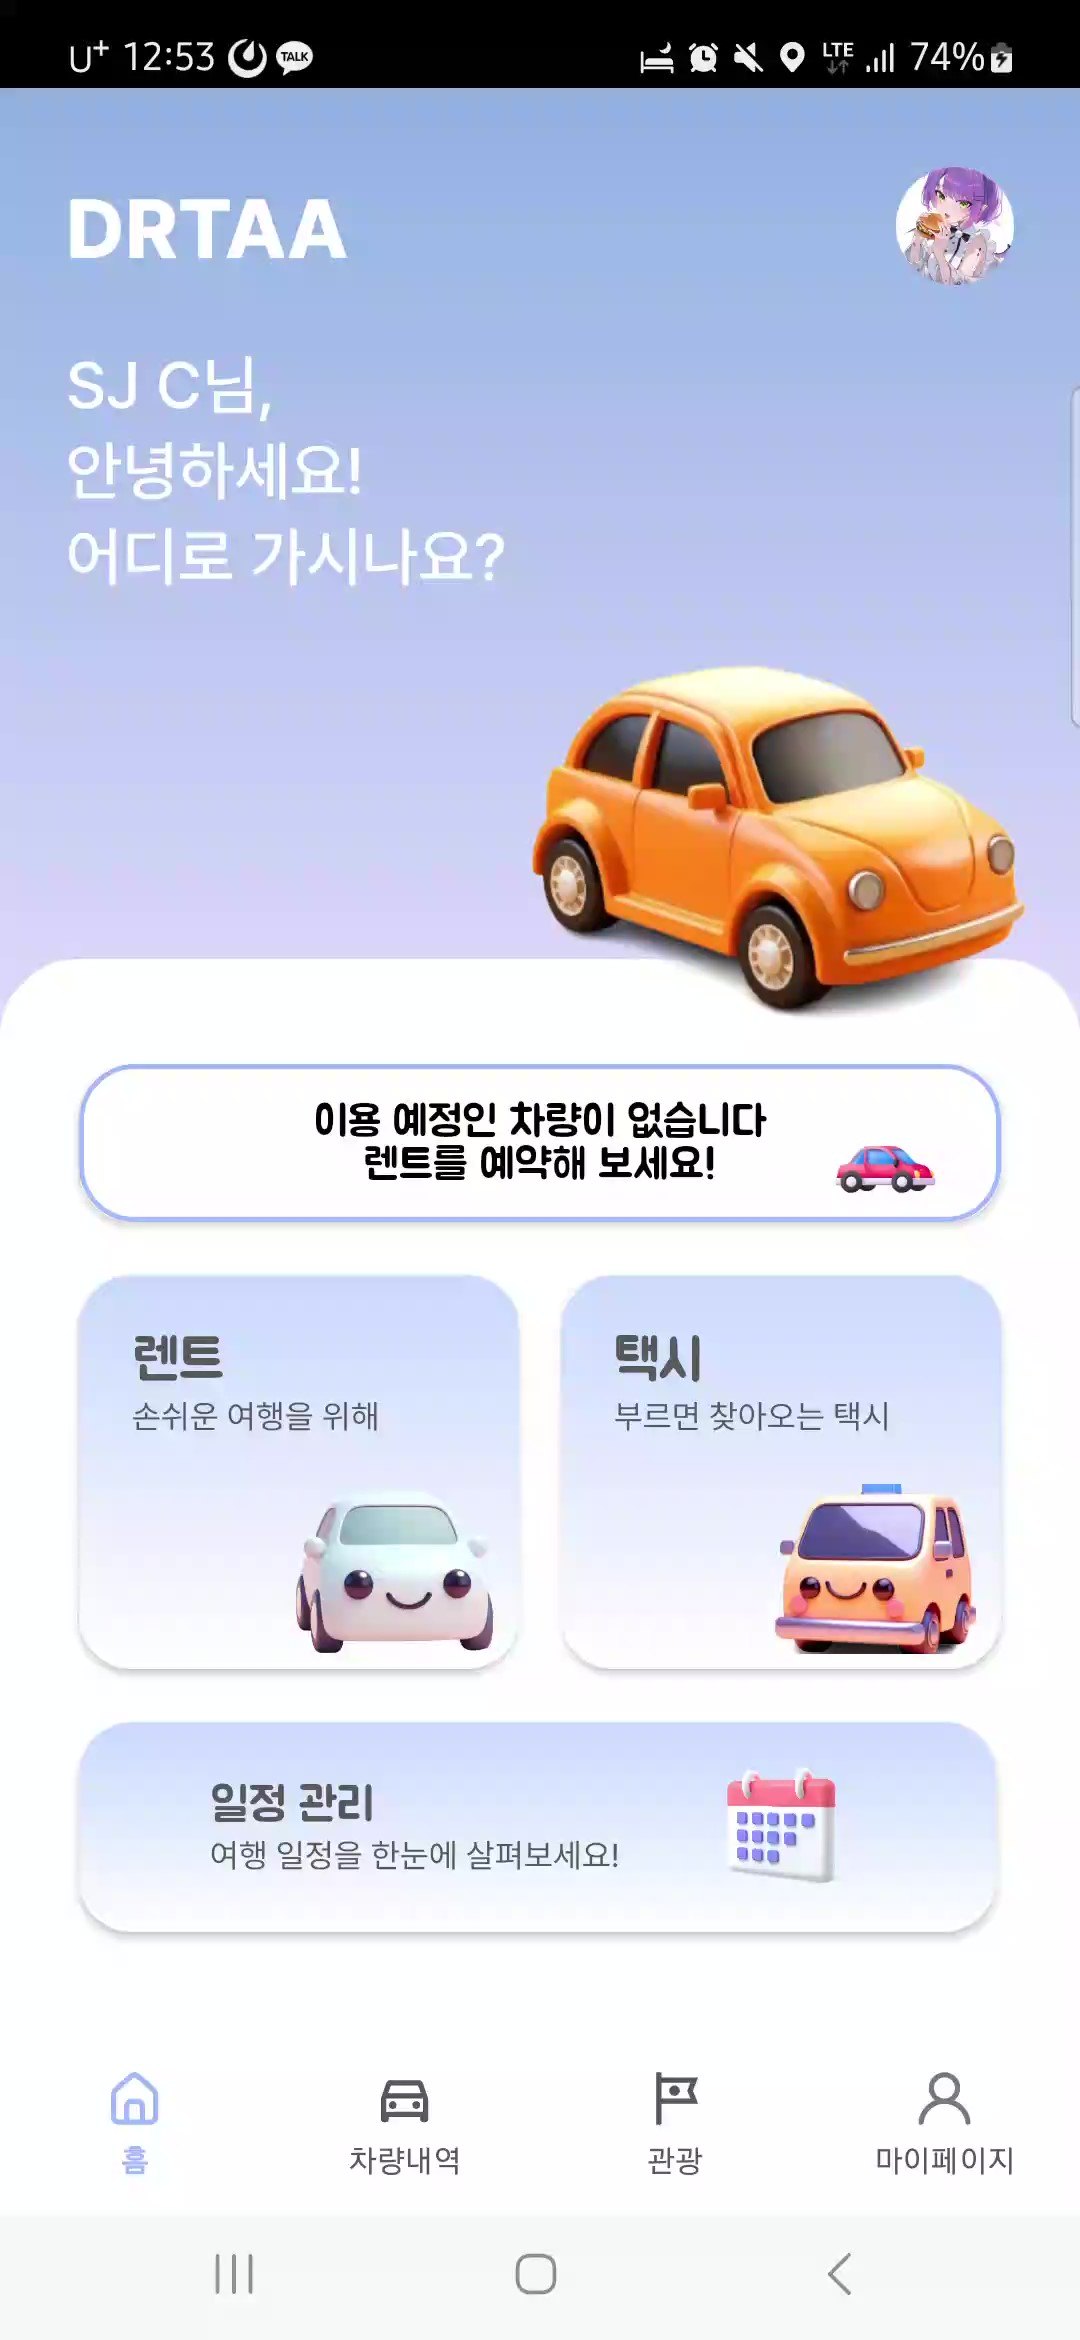 U+ 12:53 TALK LTE 74%
DRTAA
SJ C님,
안녕하세요!
어디로 가시나요?
이용 예정인 차량이 없습니다
렌트를 예약해 보세요!
렌트
손쉬운 여행을 위해
택시
부르면 찾아오는 택시
일정 관리
여행 일정을 한눈에 살펴보세요!
홈
차량내역
관광
마이페이지